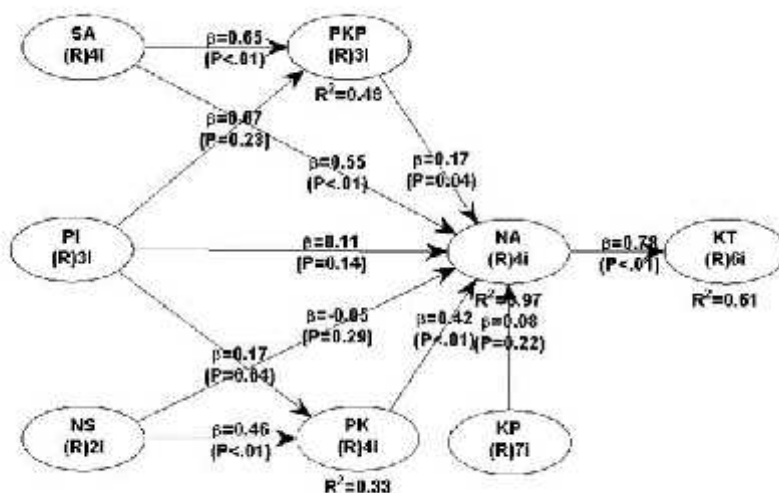 SA
(R)4i
β=0.65
(P<.01)
PKP
(R)3i
R²=0.48
(P=0.23)
β=0.55
(P<.01)
β=0.17
(P=0.04)
PI
(R)3i
β=0.11
(P=0.14)
NA
(R)4i
R²=0.97
β=0.78
(P<.01)
KT
(R)6i
R²=0.61
β=-0.05
(P=0.29)
β=0.42
(P<.01)
β=0.08
(P=0.22)
β=0.17
(P=0.04)
NS
(R)2i
β=0.46
(P<.01)
PK
(R)4i
R²=0.33
KP
(R)7i